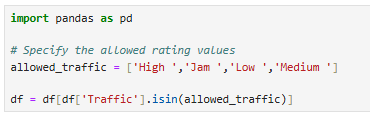 import pandas as pd
# Specify the allowed rating values
allowed_traffic = ['High ','Jam ','Low ','Medium ']
df = df[df['Traffic'].isin(allowed_traffic)]